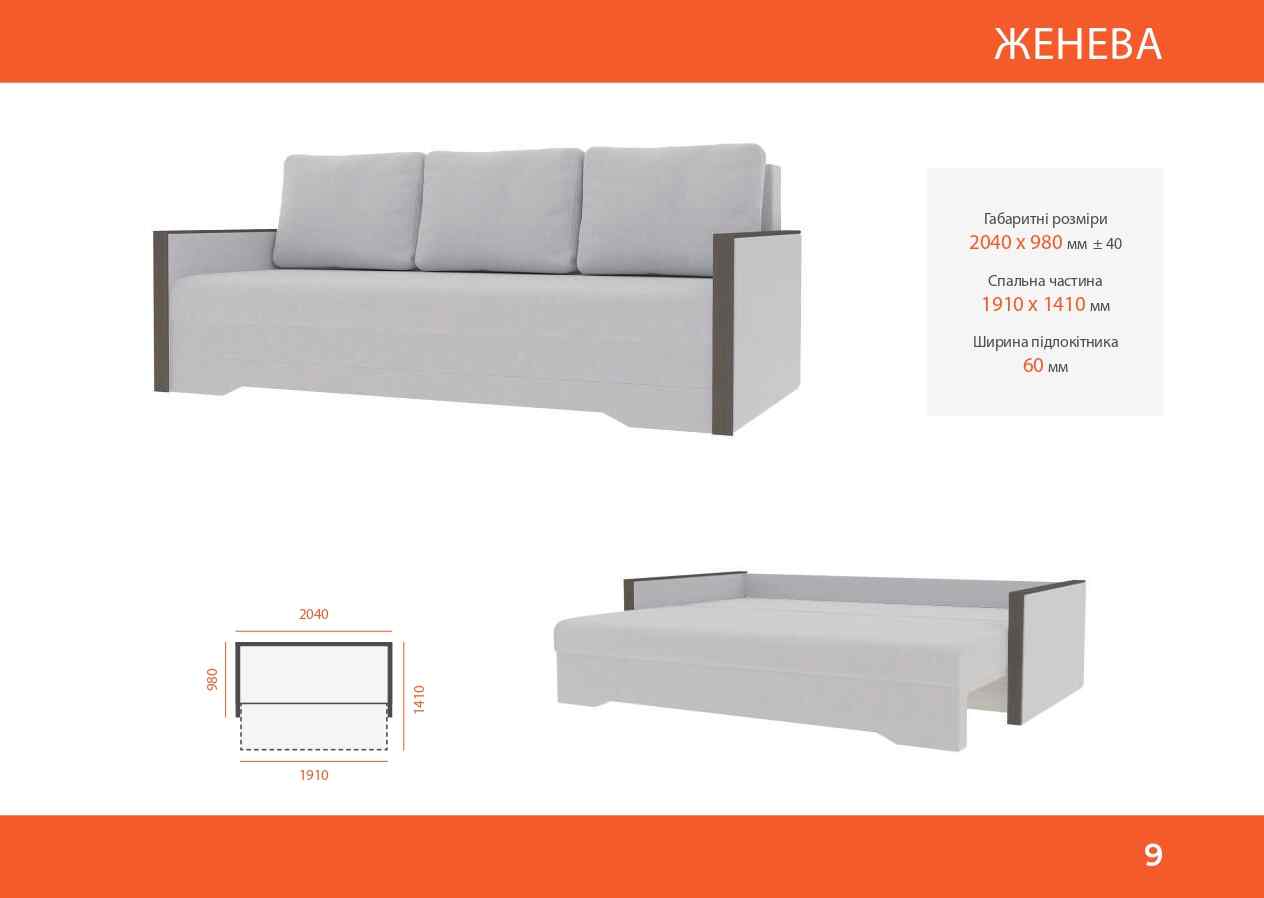 ЖЕНЕВА
Габаритні розміри
2040 x 980 мм ± 40
Спальна частина
1910 x 1410 мм
Ширина підлокітника
60 мм
2040
980
1410
1910
9